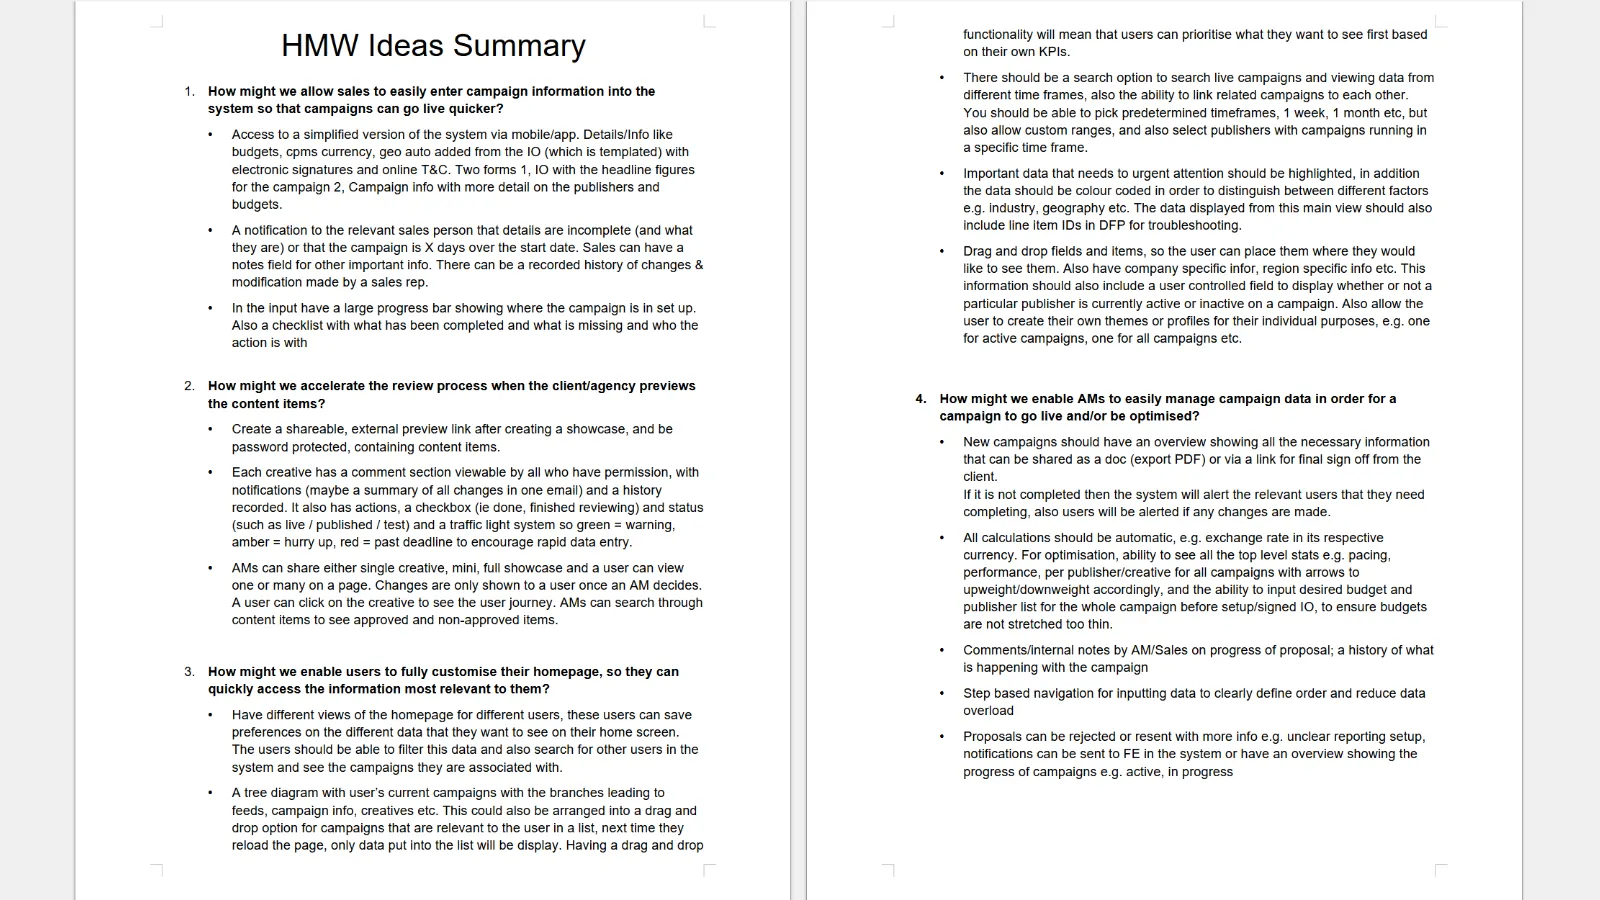 HMW Ideas Summary
1. How might we allow sales to easily enter campaign information into the
system so that campaigns can go live quicker?
• Access to a simplified version of the system via mobile/app. Details/Info like
budgets, cpms currency, geo auto added from the IO (which is templated) with
electronic signatures and online T&C. Two forms 1, IO with the headline figures
for the campaign 2, Campaign info with more detail on the publishers and
budgets.
• A notification to the relevant sales person that details are incomplete (and what
they are) or that the campaign is X days over the start date. Sales can have a
notes field for other important info. There can be a recorded history of changes &
modification made by a sales rep.
• In the input have a large progress bar showing where the campaign is in set up.
Also a checklist with what has been completed and what is missing and who the
action is with
2. How might we accelerate the review process when the client/agency previews
the content items?
• Create a shareable, external preview link after creating a showcase, and be
password protected, containing content items.
• Each creative has a comment section viewable by all who have permission, with
notifications (maybe a summary of all changes in one email) and a history
recorded. It also has actions, a checkbox (ie done, finished reviewing) and status
(such as live / published / test) and a traffic light system so green = warning,
amber = hurry up, red = past deadline to encourage rapid data entry.
• AMs can share either single creative, mini, full showcase and a user can view
one or many on a page. Changes are only shown to a user once an AM decides.
A user can click on the creative to see the user journey. AMs can search through
content items to see approved and non-approved items.
3. How might we enable users to fully customise their homepage, so they can
quickly access the information most relevant to them?
• Have different views of the homepage for different users, these users can save
preferences on the different data that they want to see on their home screen.
The users should be able to filter this data and also search for other users in the
system and see the campaigns they are associated with.
• A tree diagram with user's current campaigns with the branches leading to
feeds, campaign info, creatives etc. This could also be arranged into a drag and
drop option for campaigns that are relevant to the user in a list, next time they
reload the page, only data put into the list will be display. Having a drag and drop
functionality will mean that users can prioritise what they want to see first based
on their own KPIs.
• There should be a search option to search live campaigns and viewing data from
different time frames, also the ability to link related campaigns to each other.
You should be able to pick predetermined timeframes, 1 week, 1 month etc, but
also allow custom ranges, and also select publishers with campaigns running in
a specific time frame.
• Important data that needs to urgent attention should be highlighted, in addition
the data should be colour coded in order to distinguish between different factors
e.g. industry, geography etc. The data displayed from this main view should also
include line item IDs in DFP for troubleshooting.
• Drag and drop fields and items, so the user can place them where they would
like to see them. Also have company specific infor, region specific info etc. This
information should also include a user controlled field to display whether or not a
particular publisher is currently active or inactive on a campaign. Also allow the
user to create their own themes or profiles for their individual purposes, e.g. one
for active campaigns, one for all campaigns etc.
4. How might we enable AMs to easily manage campaign data in order for a
campaign to go live and/or be optimised?
• New campaigns should have an overview showing all the necessary information
that can be shared as a doc (export PDF) or via a link for final sign off from the
client.
If it is not completed then the system will alert the relevant users that they need
completing, also users will be alerted if any changes are made.
• All calculations should be automatic, e.g. exchange rate in its respective
currency. For optimisation, ability to see all the top level stats e.g. pacing,
performance, per publisher/creative for all campaigns with arrows to
upweight/downweight accordingly, and the ability to input desired budget and
publisher list for the whole campaign before setup/signed IO, to ensure budgets
are not stretched too thin.
• Comments/internal notes by AM/Sales on progress of proposal; a history of what
is happening with the campaign
• Step based navigation for inputting data to clearly define order and reduce data
overload
• Proposals can be rejected or resent with more info e.g. unclear reporting setup,
notifications can be sent to FE in the system or have an overview showing the
progress of campaigns e.g. active, in progress